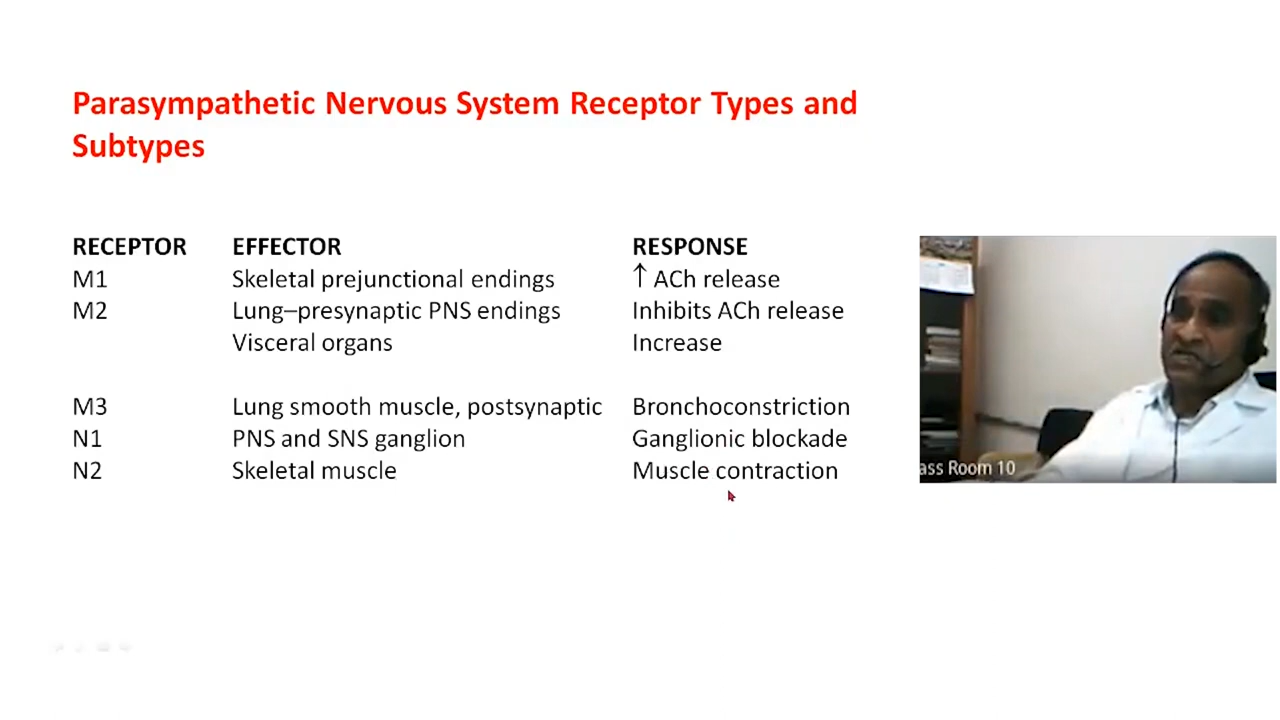 Parasympathetic Nervous System Receptor Types and
Subtypes
RECEPTOR EFFECTOR RESPONSE
M1 Skeletal prejunctional endings ↑ ACh release
M2 Lung–presynaptic PNS endings Inhibits ACh release
Visceral organs Increase
M3 Lung smooth muscle, postsynaptic Bronchoconstriction
N1 PNS and SNS ganglion Ganglionic blockade
N2 Skeletal muscle Muscle contraction
ass Room 10